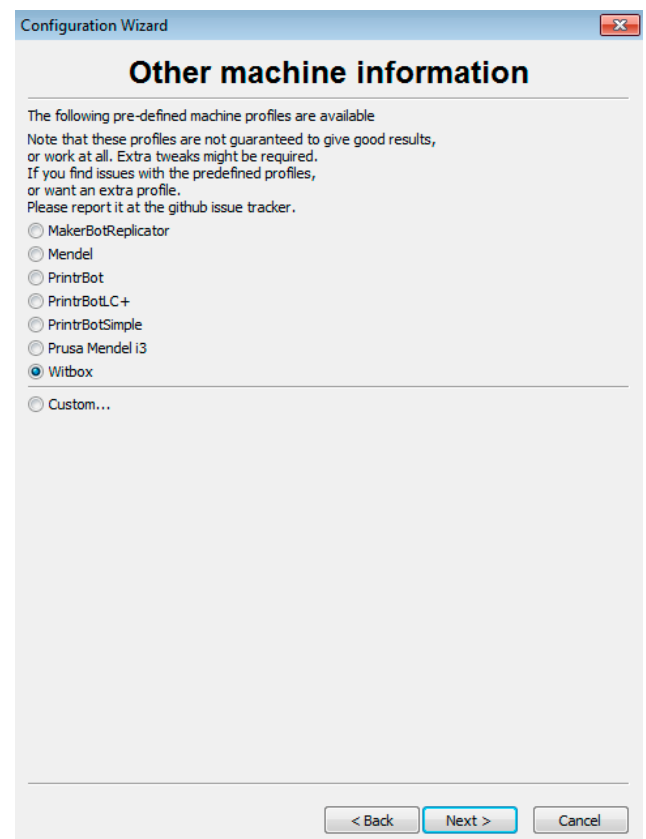 Configuration Wizard
Other machine information
The following pre-defined machine profiles are available
Note that these profiles are not guaranteed to give good results,
or work at all. Extra tweaks might be required.
If you find issues with the predefined profiles,
or want an extra profile.
Please report it at the github issue tracker.
MakerBotReplicator
Mendel
PrintrBot
PrintrBotLC+
PrintrBotSimple
Prusa Mendel i3
Witbox
Custom...
< Back Next > Cancel